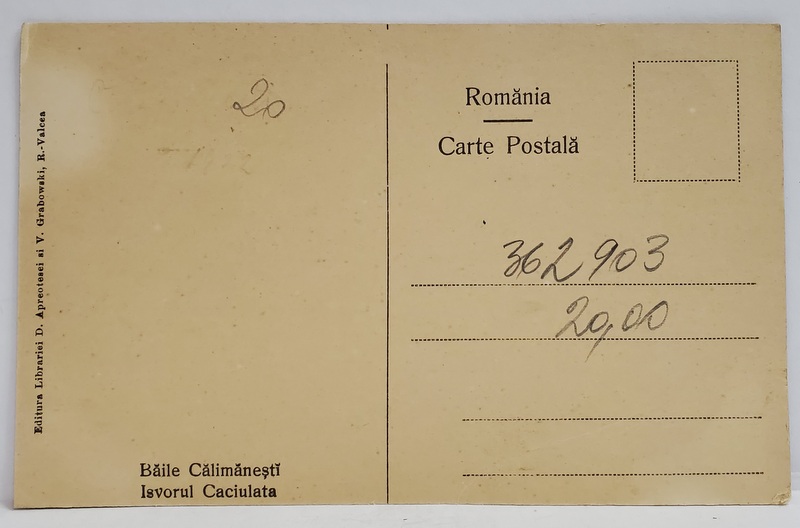 Editura Librariei D. Apreotesei si V. Grabowski, R.-Valcea
20
Băile Călimănești
Isvorul Caciulata
România
Carte Postală
362903
20,00